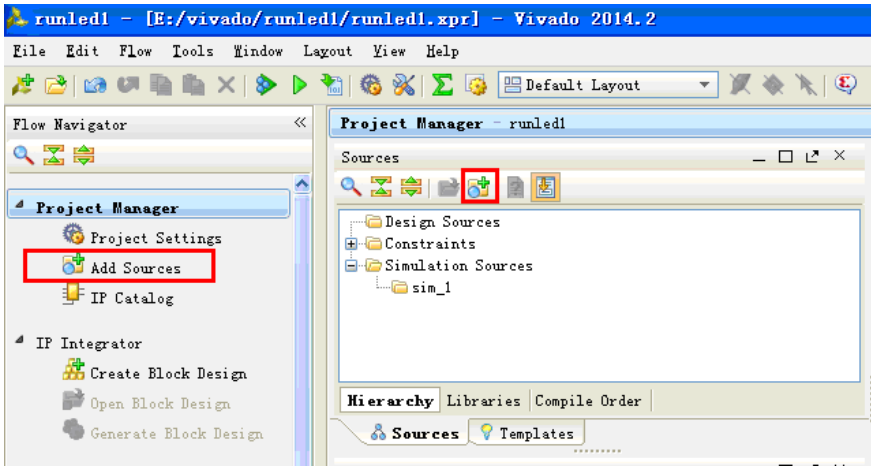 runled1 - [E:/vivado/runled1/runled1.xpr] - Vivado 2014.2
File Edit Flow Tools Window Layout View Help
Default Layout
Flow Navigator
Project Manager
Project Settings
Add Sources
IP Catalog
IP Integrator
Create Block Design
Open Block Design
Generate Block Design
Project Manager - runled1
Sources
Design Sources
Constraints
Simulation Sources
sim_1
Hierarchy Libraries Compile Order
Sources Templates